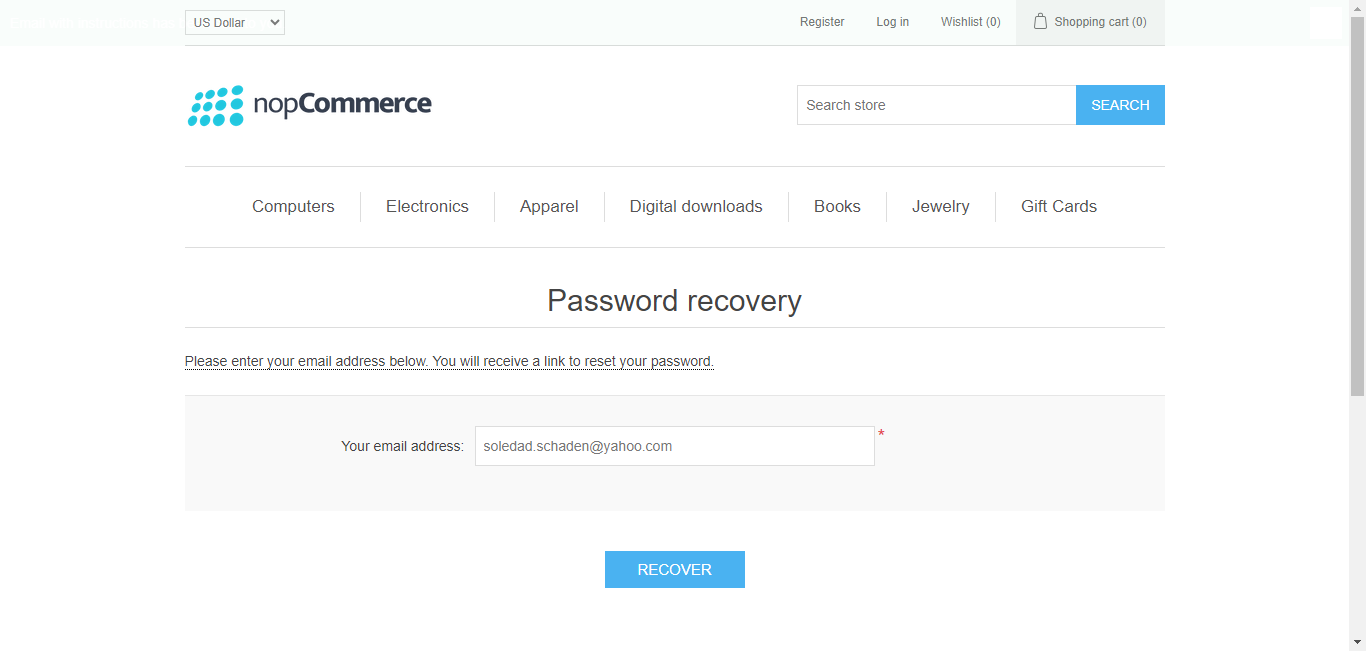 US Dollar
Register
Log in
Wishlist (0)
Shopping cart (0)
nopCommerce
Search store
SEARCH
Computers
Electronics
Apparel
Digital downloads
Books
Jewelry
Gift Cards
Password recovery
Please enter your email address below. You will receive a link to reset your password.
Your email address:
soledad.schaden@yahoo.com
*
RECOVER